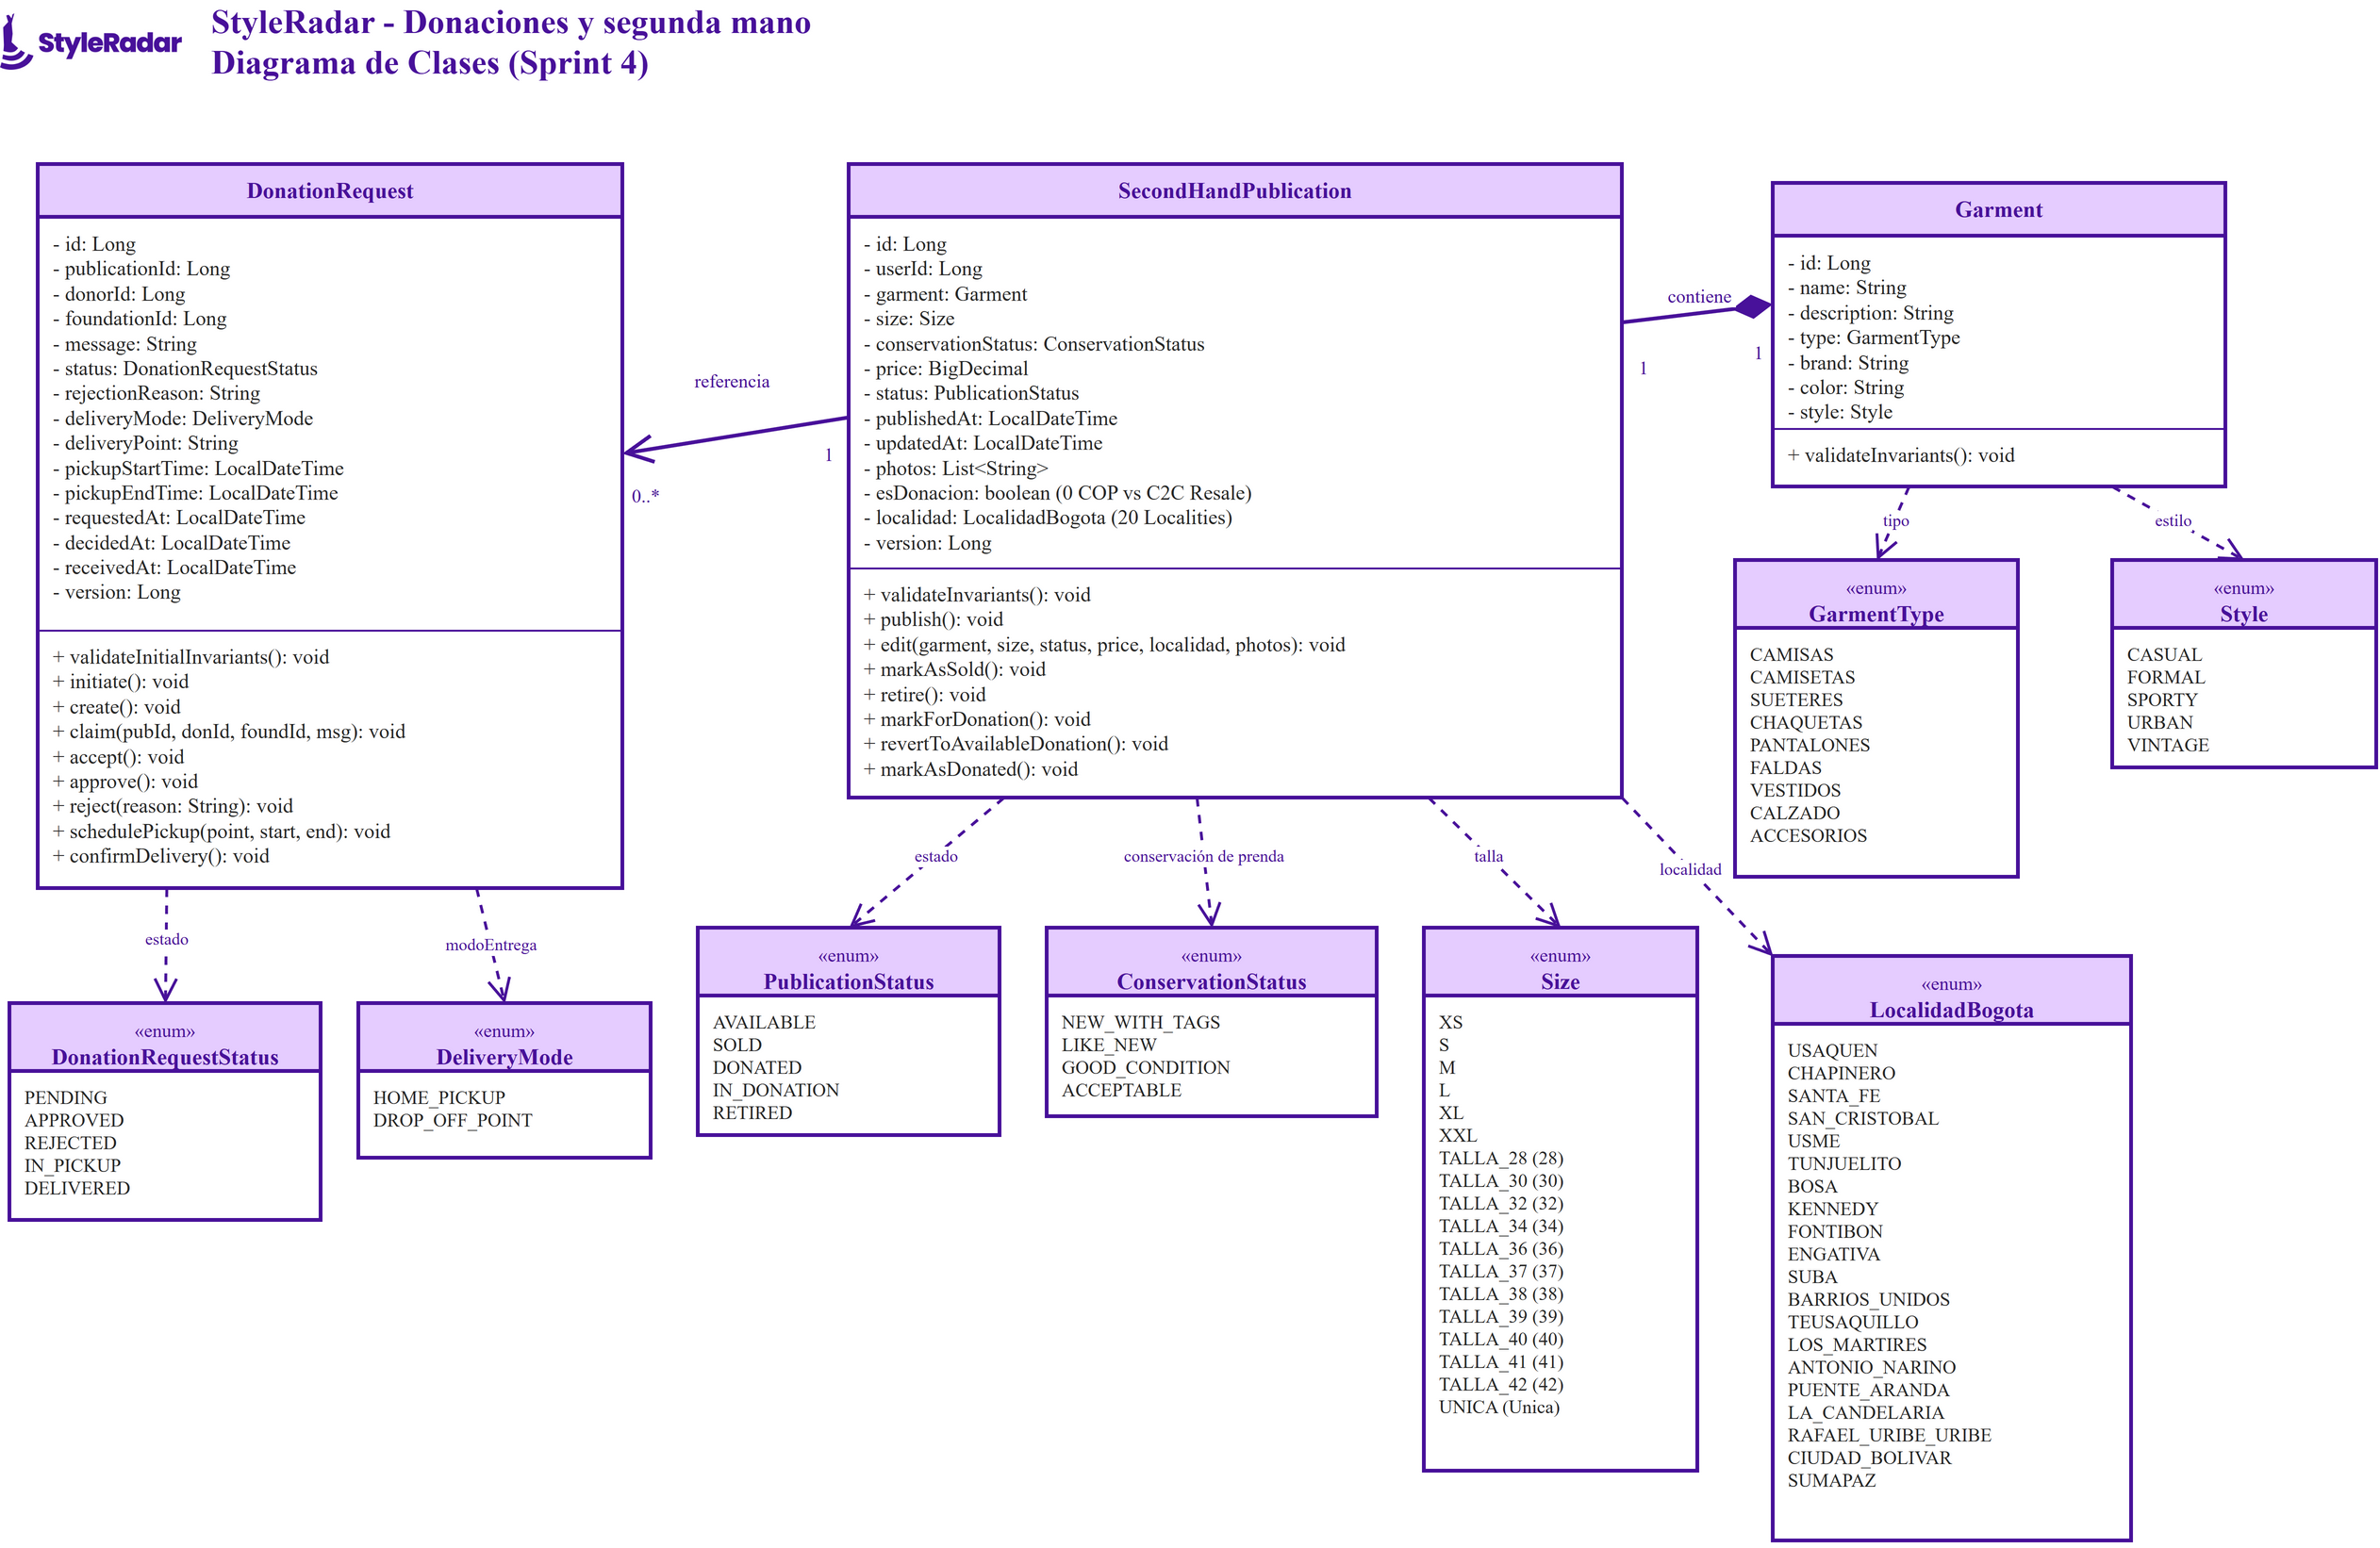 StyleRadar
StyleRadar - Donaciones y segunda mano
Diagrama de Clases (Sprint 4)
DonationRequest
- id: Long
- publicationId: Long
- donorId: Long
- foundationId: Long
- message: String
- status: DonationRequestStatus
- rejectionReason: String
- deliveryMode: DeliveryMode
- deliveryPoint: String
- pickupStartTime: LocalDateTime
- pickupEndTime: LocalDateTime
- requestedAt: LocalDateTime
- decidedAt: LocalDateTime
- receivedAt: LocalDateTime
- version: Long
+ validateInitialInvariants(): void
+ initiate(): void
+ create(): void
+ claim(pubId, donId, foundId, msg): void
+ accept(): void
+ approve(): void
+ reject(reason: String): void
+ schedulePickup(point, start, end): void
+ confirmDelivery(): void
referencia
1
0..*
SecondHandPublication
- id: Long
- userId: Long
- garment: Garment
- size: Size
- conservationStatus: ConservationStatus
- price: BigDecimal
- status: PublicationStatus
- publishedAt: LocalDateTime
- updatedAt: LocalDateTime
- photos: List<String>
- esDonacion: boolean (0 COP vs C2C Resale)
- localidad: LocalidadBogota (20 Localities)
- version: Long
+ validateInvariants(): void
+ publish(): void
+ edit(garment, size, status, price, localidad, photos): void
+ markAsSold(): void
+ retire(): void
+ markForDonation(): void
+ revertToAvailableDonation(): void
+ markAsDonated(): void
contiene
1
1
Garment
- id: Long
- name: String
- description: String
- type: GarmentType
- brand: String
- color: String
- style: Style
+ validateInvariants(): void
tipo
estilo
«enum»
GarmentType
CAMISAS
CAMISETAS
SUETERES
CHAQUETAS
PANTALONES
FALDAS
VESTIDOS
CALZADO
ACCESORIOS
«enum»
Style
CASUAL
FORMAL
SPORTY
URBAN
VINTAGE
estado
modoEntrega
estado
conservación de prenda
talla
localidad
«enum»
DonationRequestStatus
PENDING
APPROVED
REJECTED
IN_PICKUP
DELIVERED
«enum»
DeliveryMode
HOME_PICKUP
DROP_OFF_POINT
«enum»
PublicationStatus
AVAILABLE
SOLD
DONATED
IN_DONATION
RETIRED
«enum»
ConservationStatus
NEW_WITH_TAGS
LIKE_NEW
GOOD_CONDITION
ACCEPTABLE
«enum»
Size
XS
S
M
L
XL
XXL
TALLA_28 (28)
TALLA_30 (30)
TALLA_32 (32)
TALLA_34 (34)
TALLA_36 (36)
TALLA_37 (37)
TALLA_38 (38)
TALLA_39 (39)
TALLA_40 (40)
TALLA_41 (41)
TALLA_42 (42)
UNICA (Unica)
«enum»
LocalidadBogota
USAQUEN
CHAPINERO
SANTA_FE
SAN_CRISTOBAL
USME
TUNJUELITO
BOSA
KENNEDY
FONTIBON
ENGATIVA
SUBA
BARRIOS_UNIDOS
TEUSAQUILLO
LOS_MARTIRES
ANTONIO_NARINO
PUENTE_ARANDA
LA_CANDELARIA
RAFAEL_URIBE_URIBE
CIUDAD_BOLIVAR
SUMAPAZ